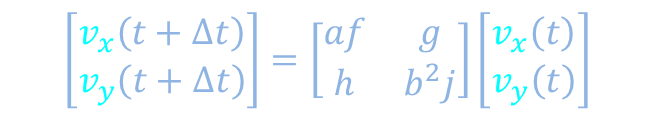 [v_x(t + Δt)
v_y(t + Δt)] = [af g
h b²j] [v_x(t)
v_y(t)]